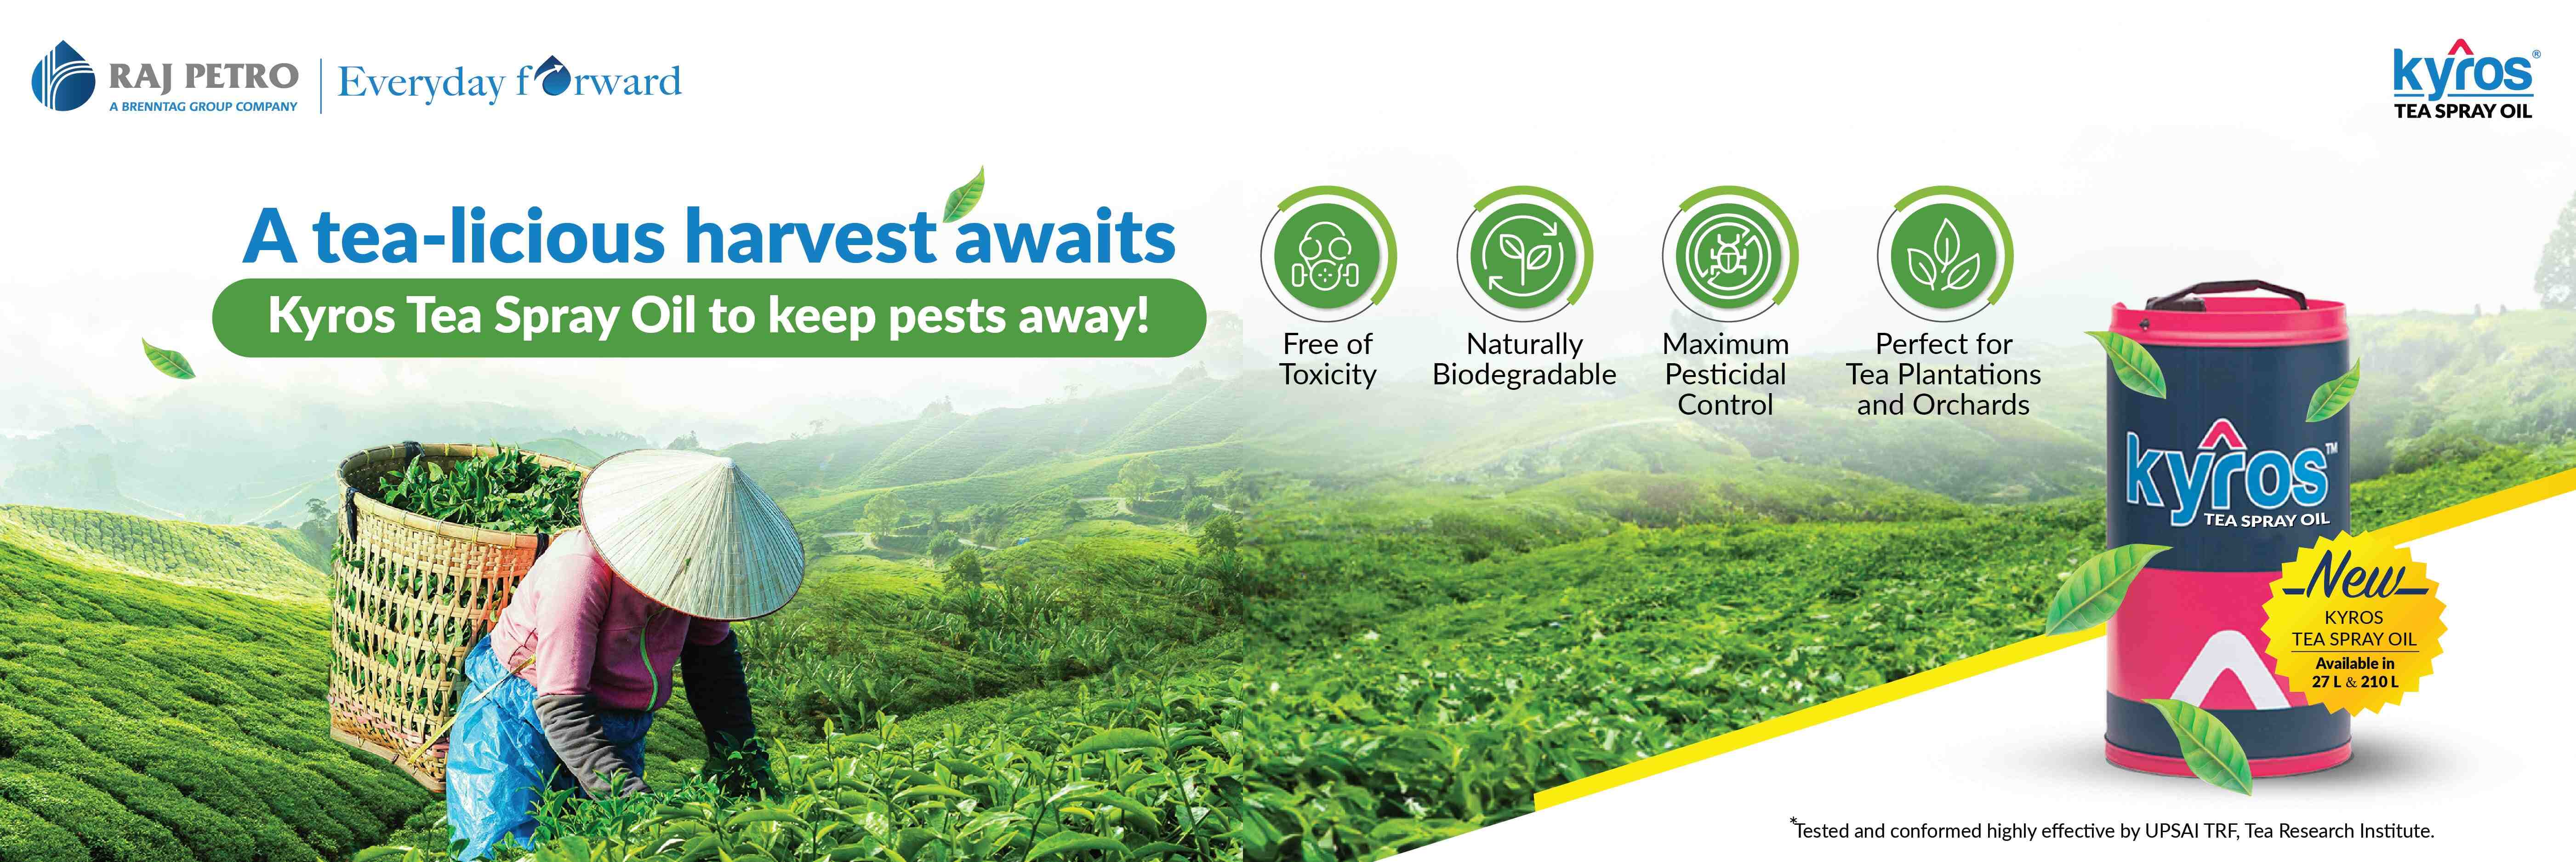 RAJ PETRO
A BRENNTAG GROUP COMPANY
Everyday forward
kyros®
TEA SPRAY OIL
A tea-licious harvest awaits
Kyros Tea Spray Oil to keep pests away!
Free of
Toxicity
Naturally
Biodegradable
Maximum
Pesticidal
Control
Perfect for
Tea Plantations
and Orchards
kyros™
TEA SPRAY OIL
New
KYROS
TEA SPRAY OIL
Available in
27 L & 210 L
*Tested and conformed highly effective by UPSAI TRF, Tea Research Institute.